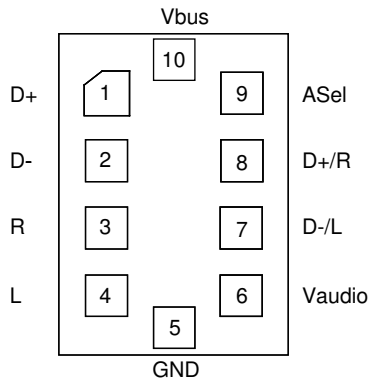 Vbus
10
D+ 1 9 ASel
D- 2 8 D+/R
R 3 7 D-/L
L 4 6 Vaudio
5
GND